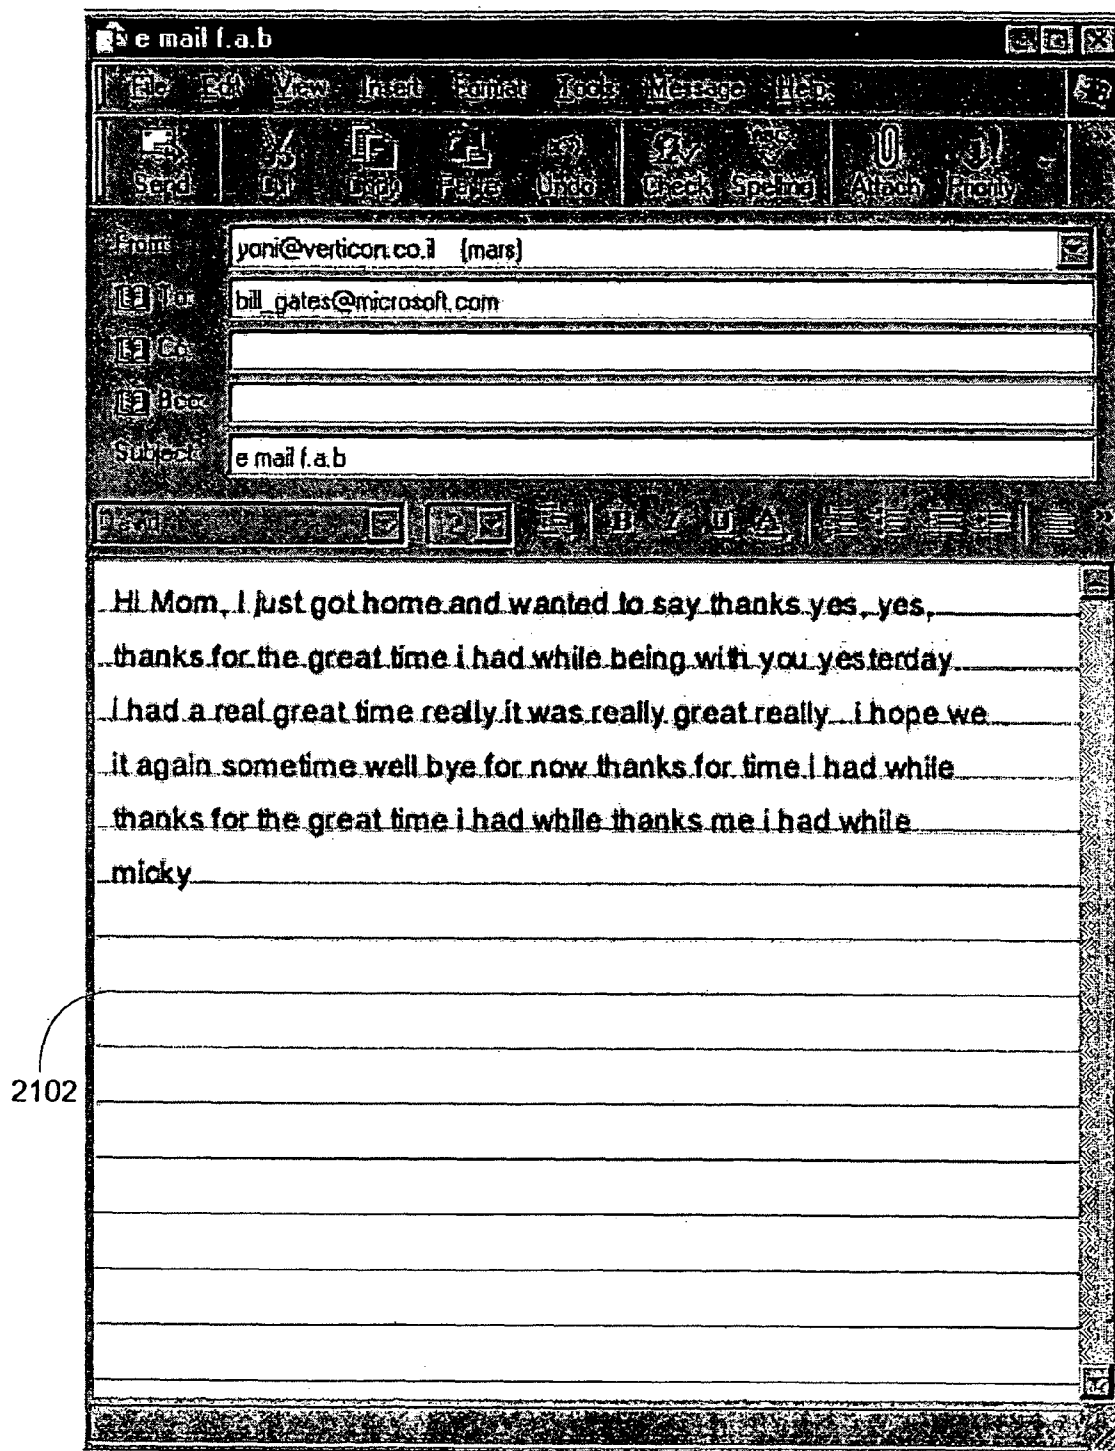 e mail f.a.b
File Edit View Insert Format Tools Message Help
Send Cut Copy Paste Undo Check Spelling Attach Priority
From: yoni@verticon.co.il (mars)
To: bill_gates@microsoft.com
Cc:
Bcc:
Subject: e mail f.a.b
12 B I U A
Hi Mom, I just got home and wanted to say thanks yes, yes,
thanks for the great time i had while being with you yesterday
i had a real great time really it was really great really i hope we
it again sometime well bye for now thanks for time i had while
thanks for the great time i had while thanks me i had while
micky
2102